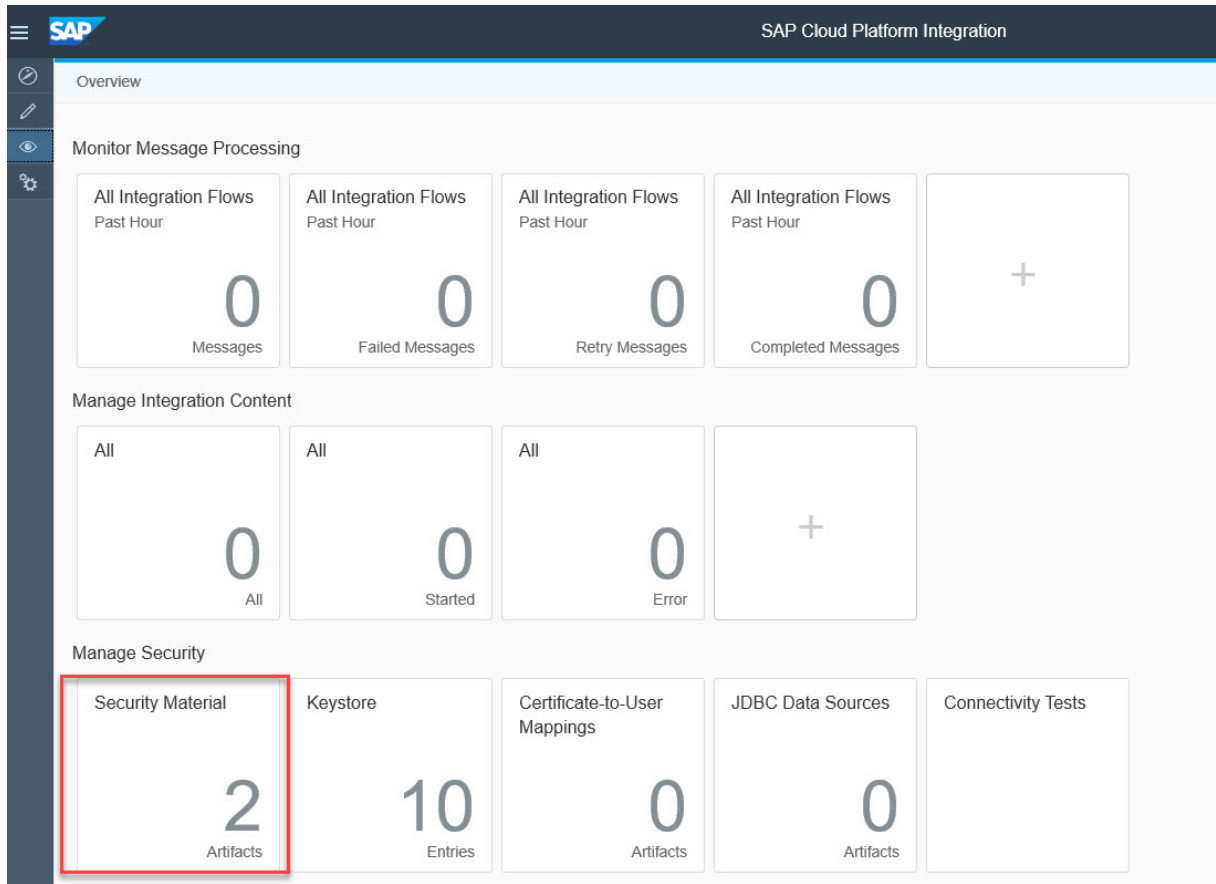 SAP
SAP Cloud Platform Integration
Overview
Monitor Message Processing
All Integration Flows
Past Hour
0
Messages
All Integration Flows
Past Hour
0
Failed Messages
All Integration Flows
Past Hour
0
Retry Messages
All Integration Flows
Past Hour
0
Completed Messages
+
Manage Integration Content
All
0
All
All
0
Started
All
0
Error
+
Manage Security
Security Material
2
Artifacts
Keystore
10
Entries
Certificate-to-User
Mappings
0
Artifacts
JDBC Data Sources
0
Artifacts
Connectivity Tests